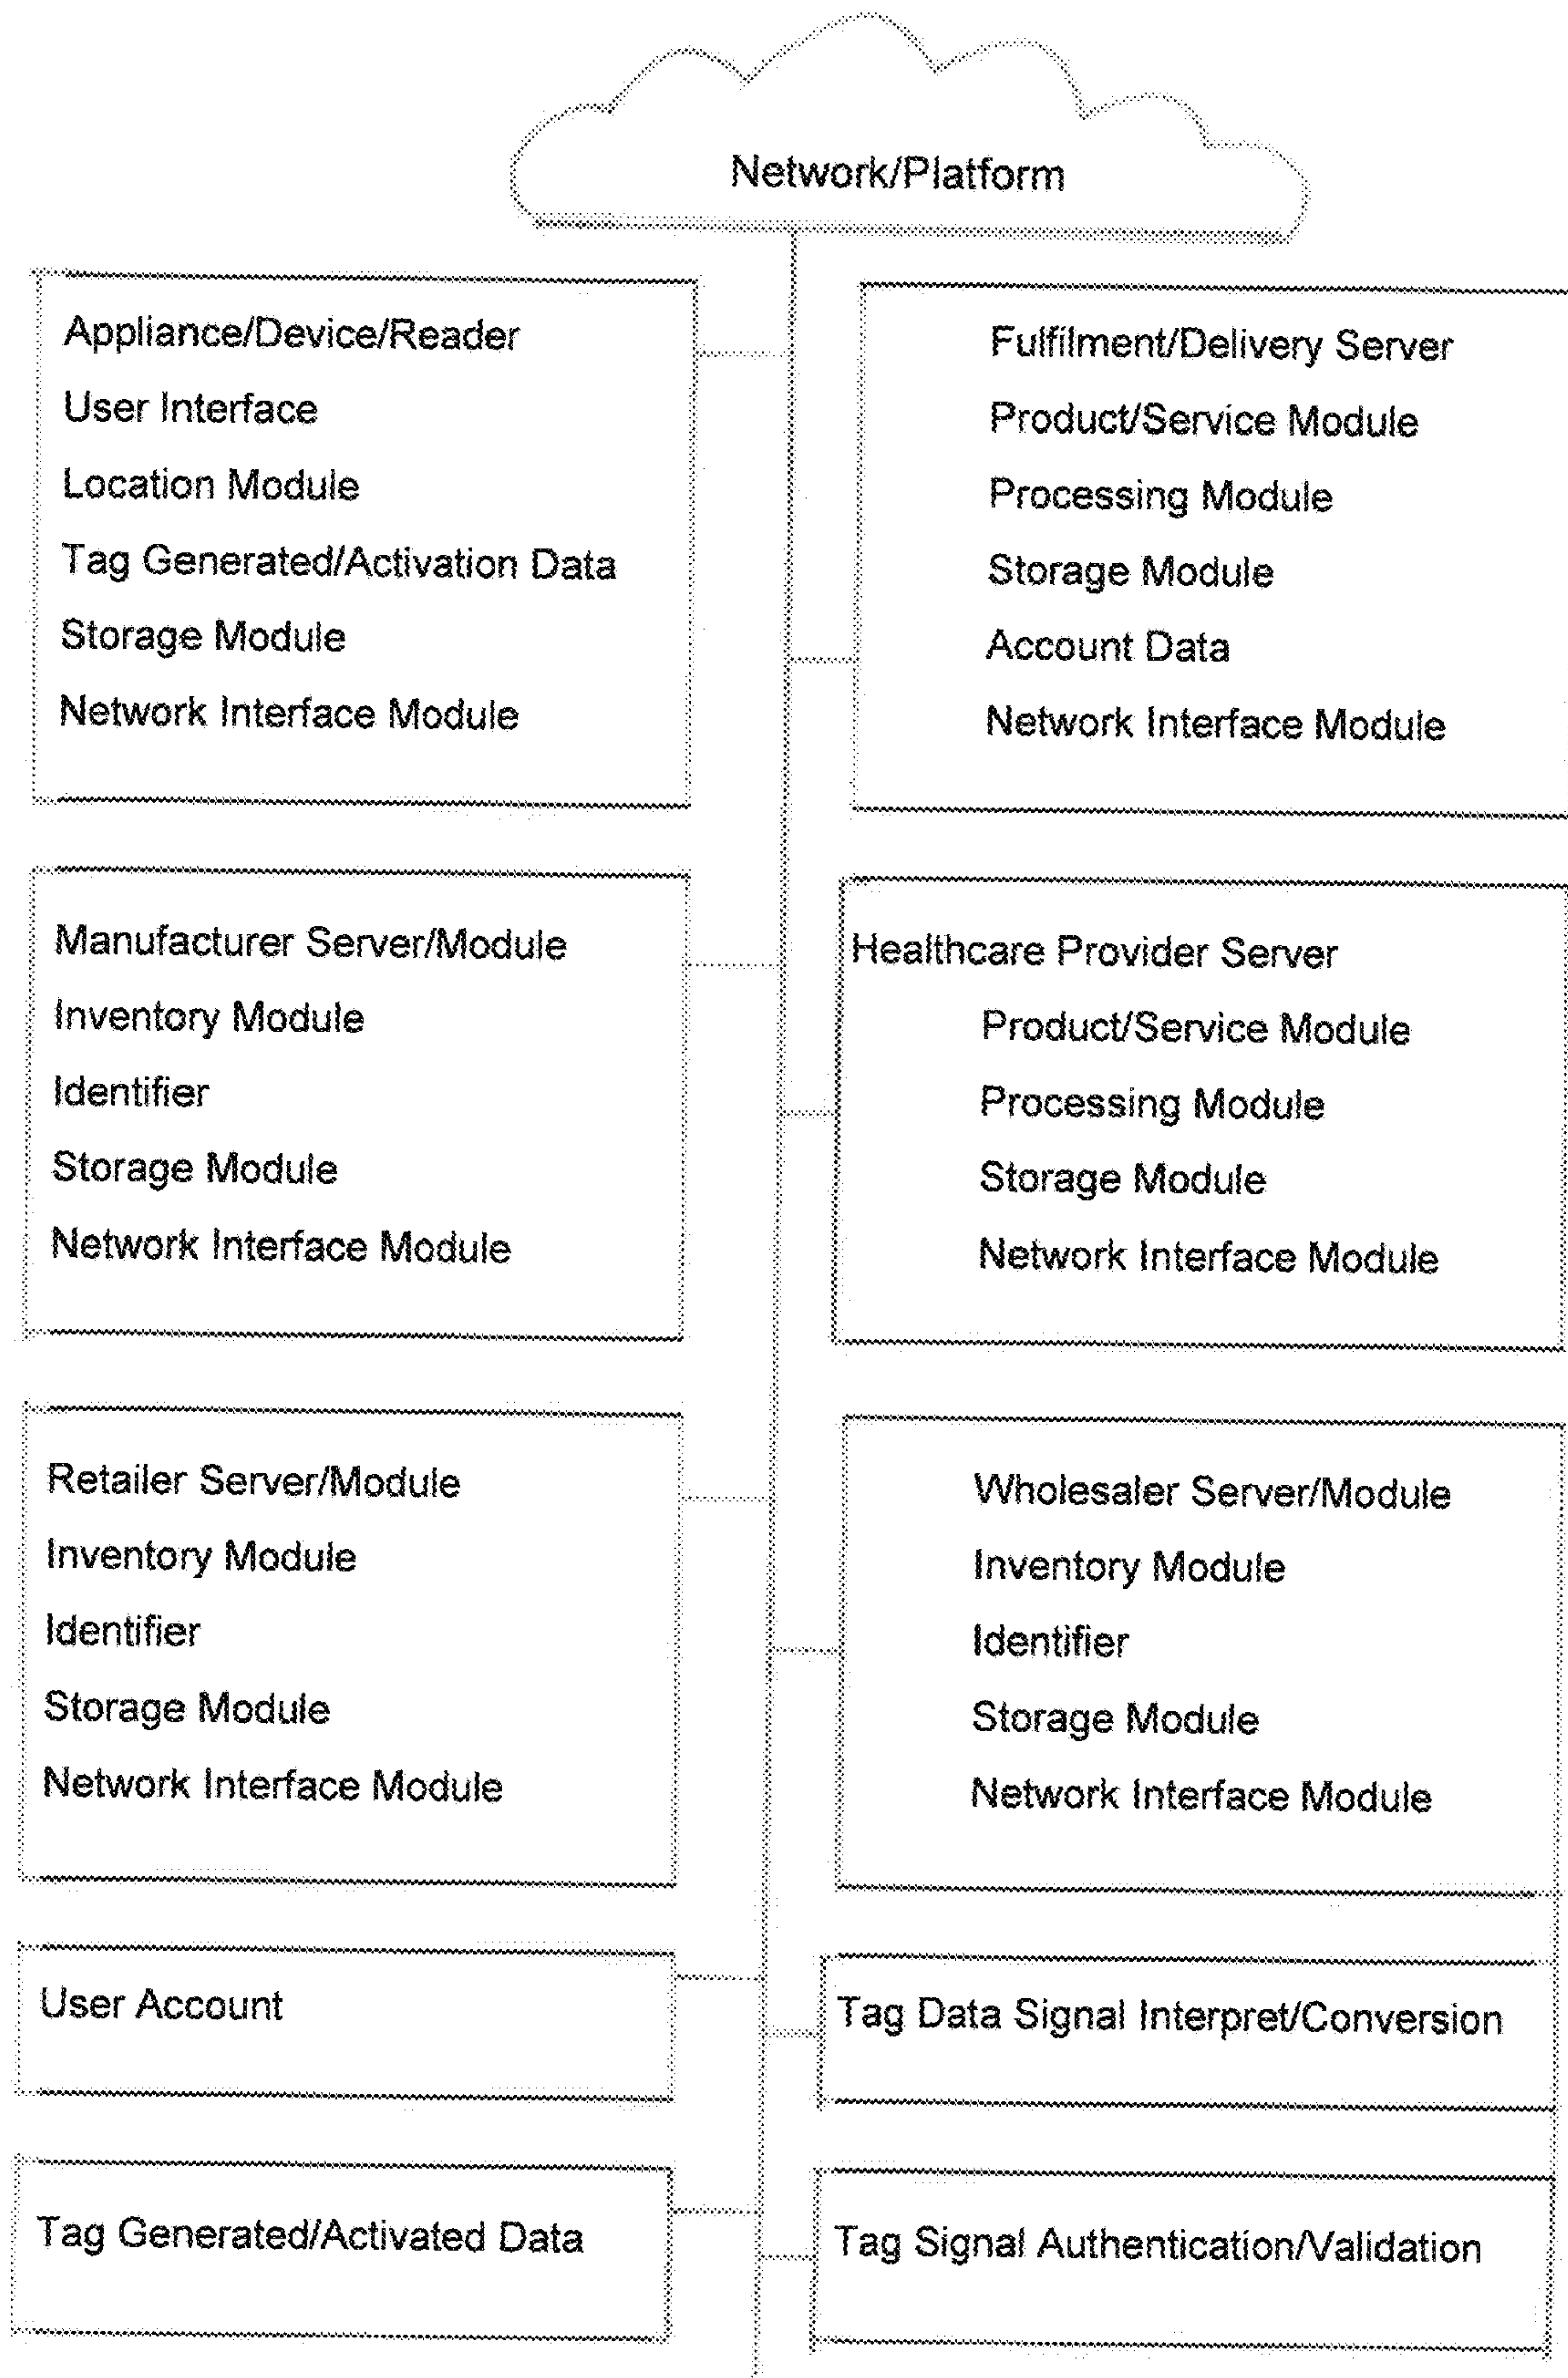 Network/Platform
Appliance/Device/Reader
User Interface
Location Module
Tag Generated/Activation Data
Storage Module
Network Interface Module
Fulfilment/Delivery Server
Product/Service Module
Processing Module
Storage Module
Account Data
Network Interface Module
Manufacturer Server/Module
Inventory Module
Identifier
Storage Module
Network Interface Module
Healthcare Provider Server
Product/Service Module
Processing Module
Storage Module
Network Interface Module
Retailer Server/Module
Inventory Module
Identifier
Storage Module
Network Interface Module
Wholesaler Server/Module
Inventory Module
Identifier
Storage Module
Network Interface Module
User Account
Tag Data Signal Interpret/Conversion
Tag Generated/Activated Data
Tag Signal Authentication/Validation